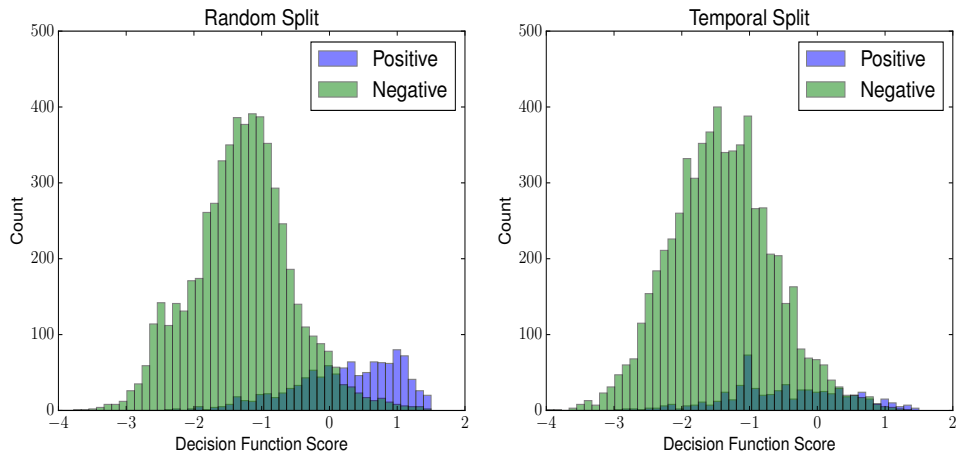 Random Split
500
400
300
200
100
0
Count
Positive
Negative
−4 −3 −2 −1 0 1 2
Decision Function Score
Temporal Split
500
400
300
200
100
0
Count
Positive
Negative
−4 −3 −2 −1 0 1 2
Decision Function Score